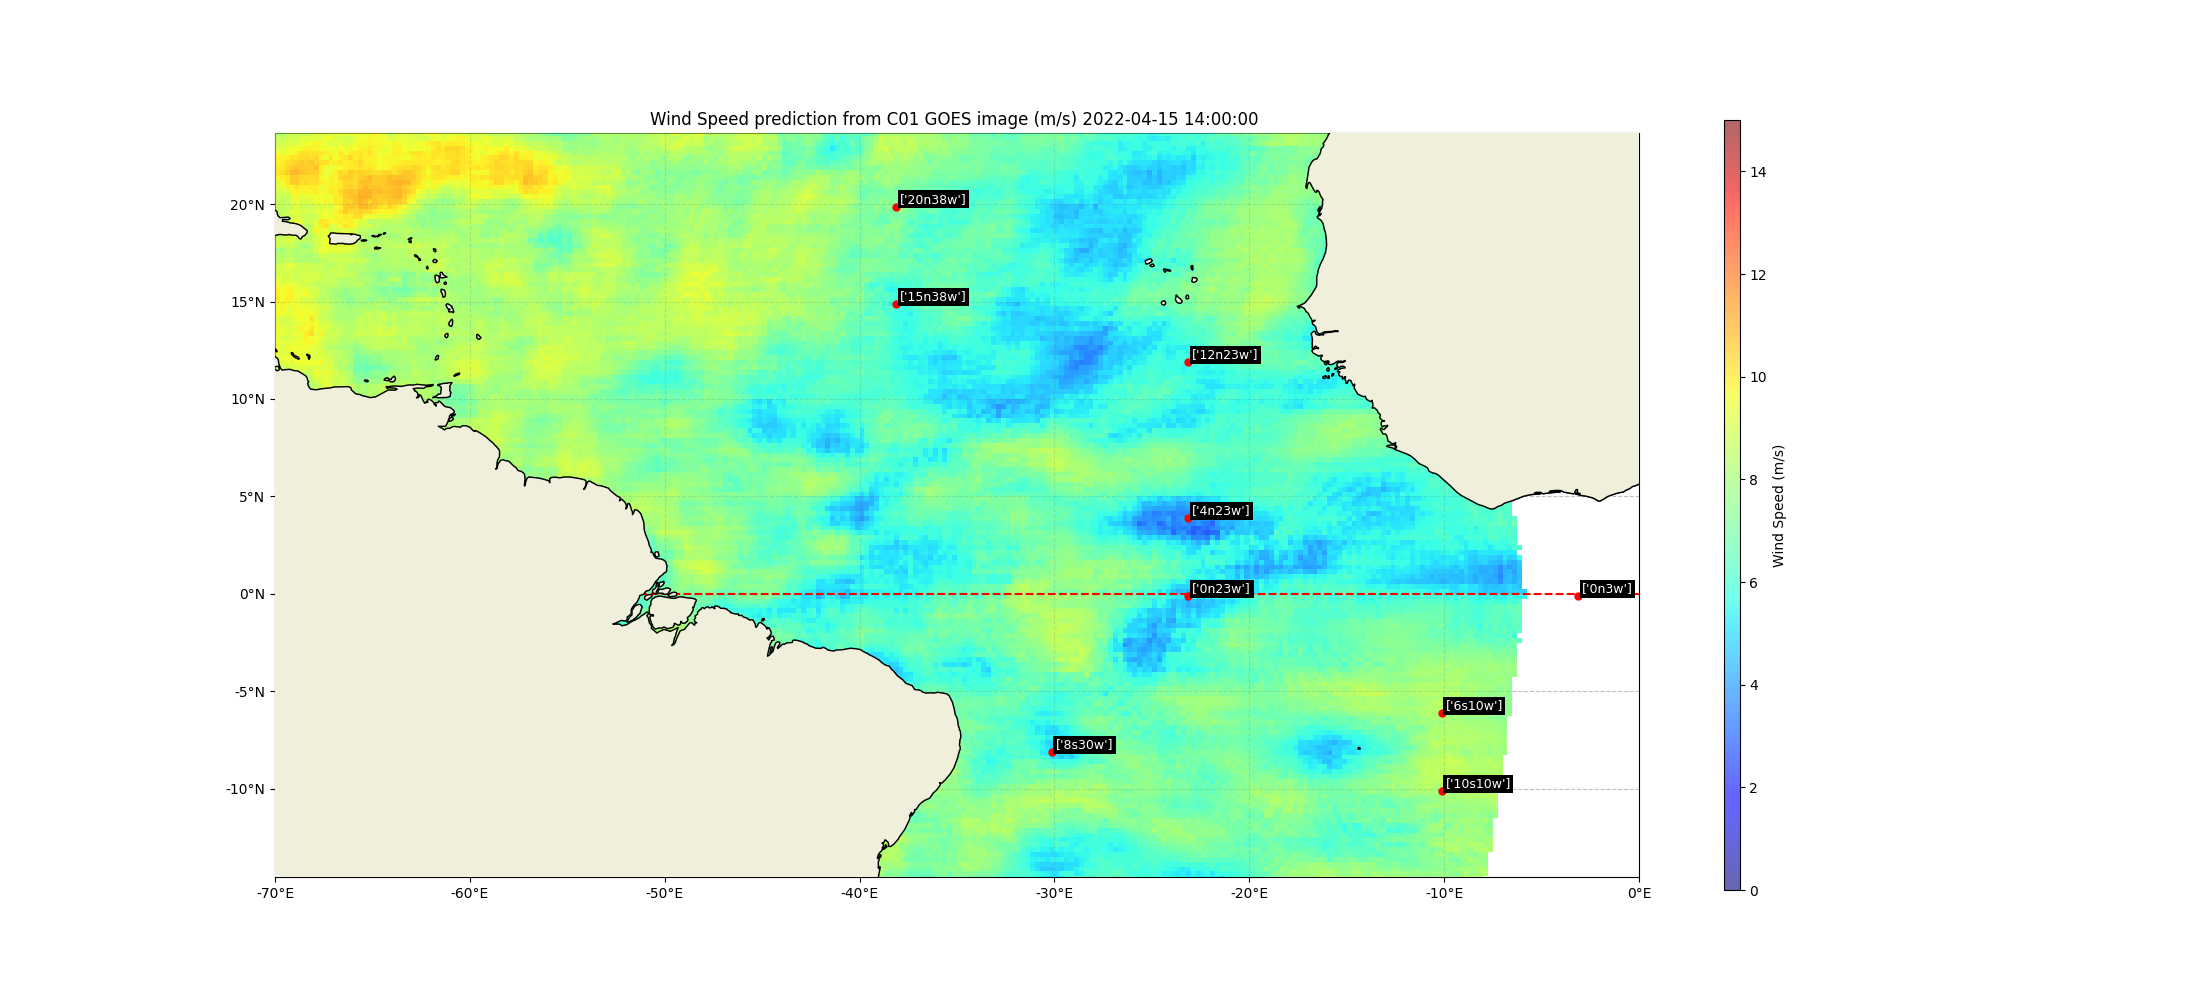 Wind Speed prediction from C01 GOES image (m/s) 2022-04-15 14:00:00
20°N
15°N
10°N
5°N
0°N
-5°N
-10°N
['20n38w']
['15n38w']
['12n23w']
['4n23w']
['0n23w']
['0n3w']
['6s10w']
['8s30w']
['10s10w']
-70°E
-60°E
-50°E
-40°E
-30°E
-20°E
-10°E
0°E
14
12
10
8
6
4
2
0
Wind Speed (m/s)